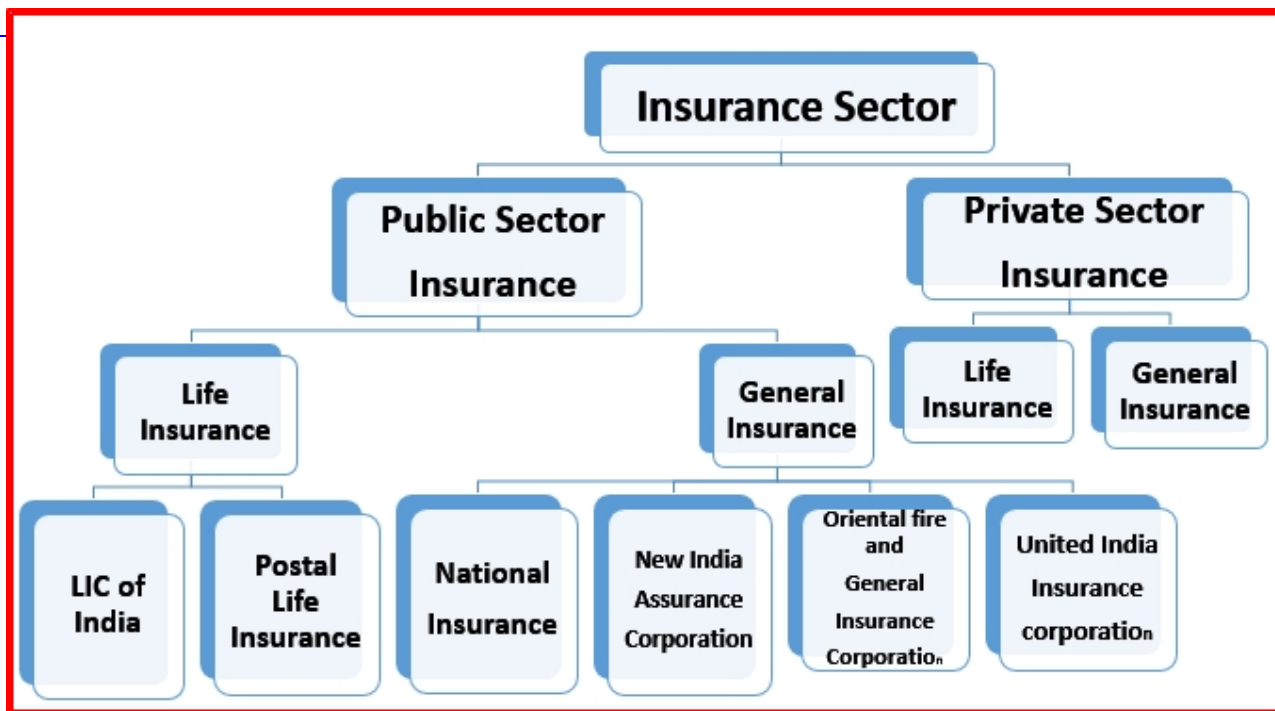 Insurance Sector
Public Sector
Insurance
Private Sector
Insurance
Life
Insurance
General
Insurance
Life
Insurance
General
Insurance
LIC of
India
Postal
Life
Insurance
National
Insurance
New India
Assurance
Corporation
Oriental fire
and
General
Insurance
Corporation
United India
Insurance
corporation